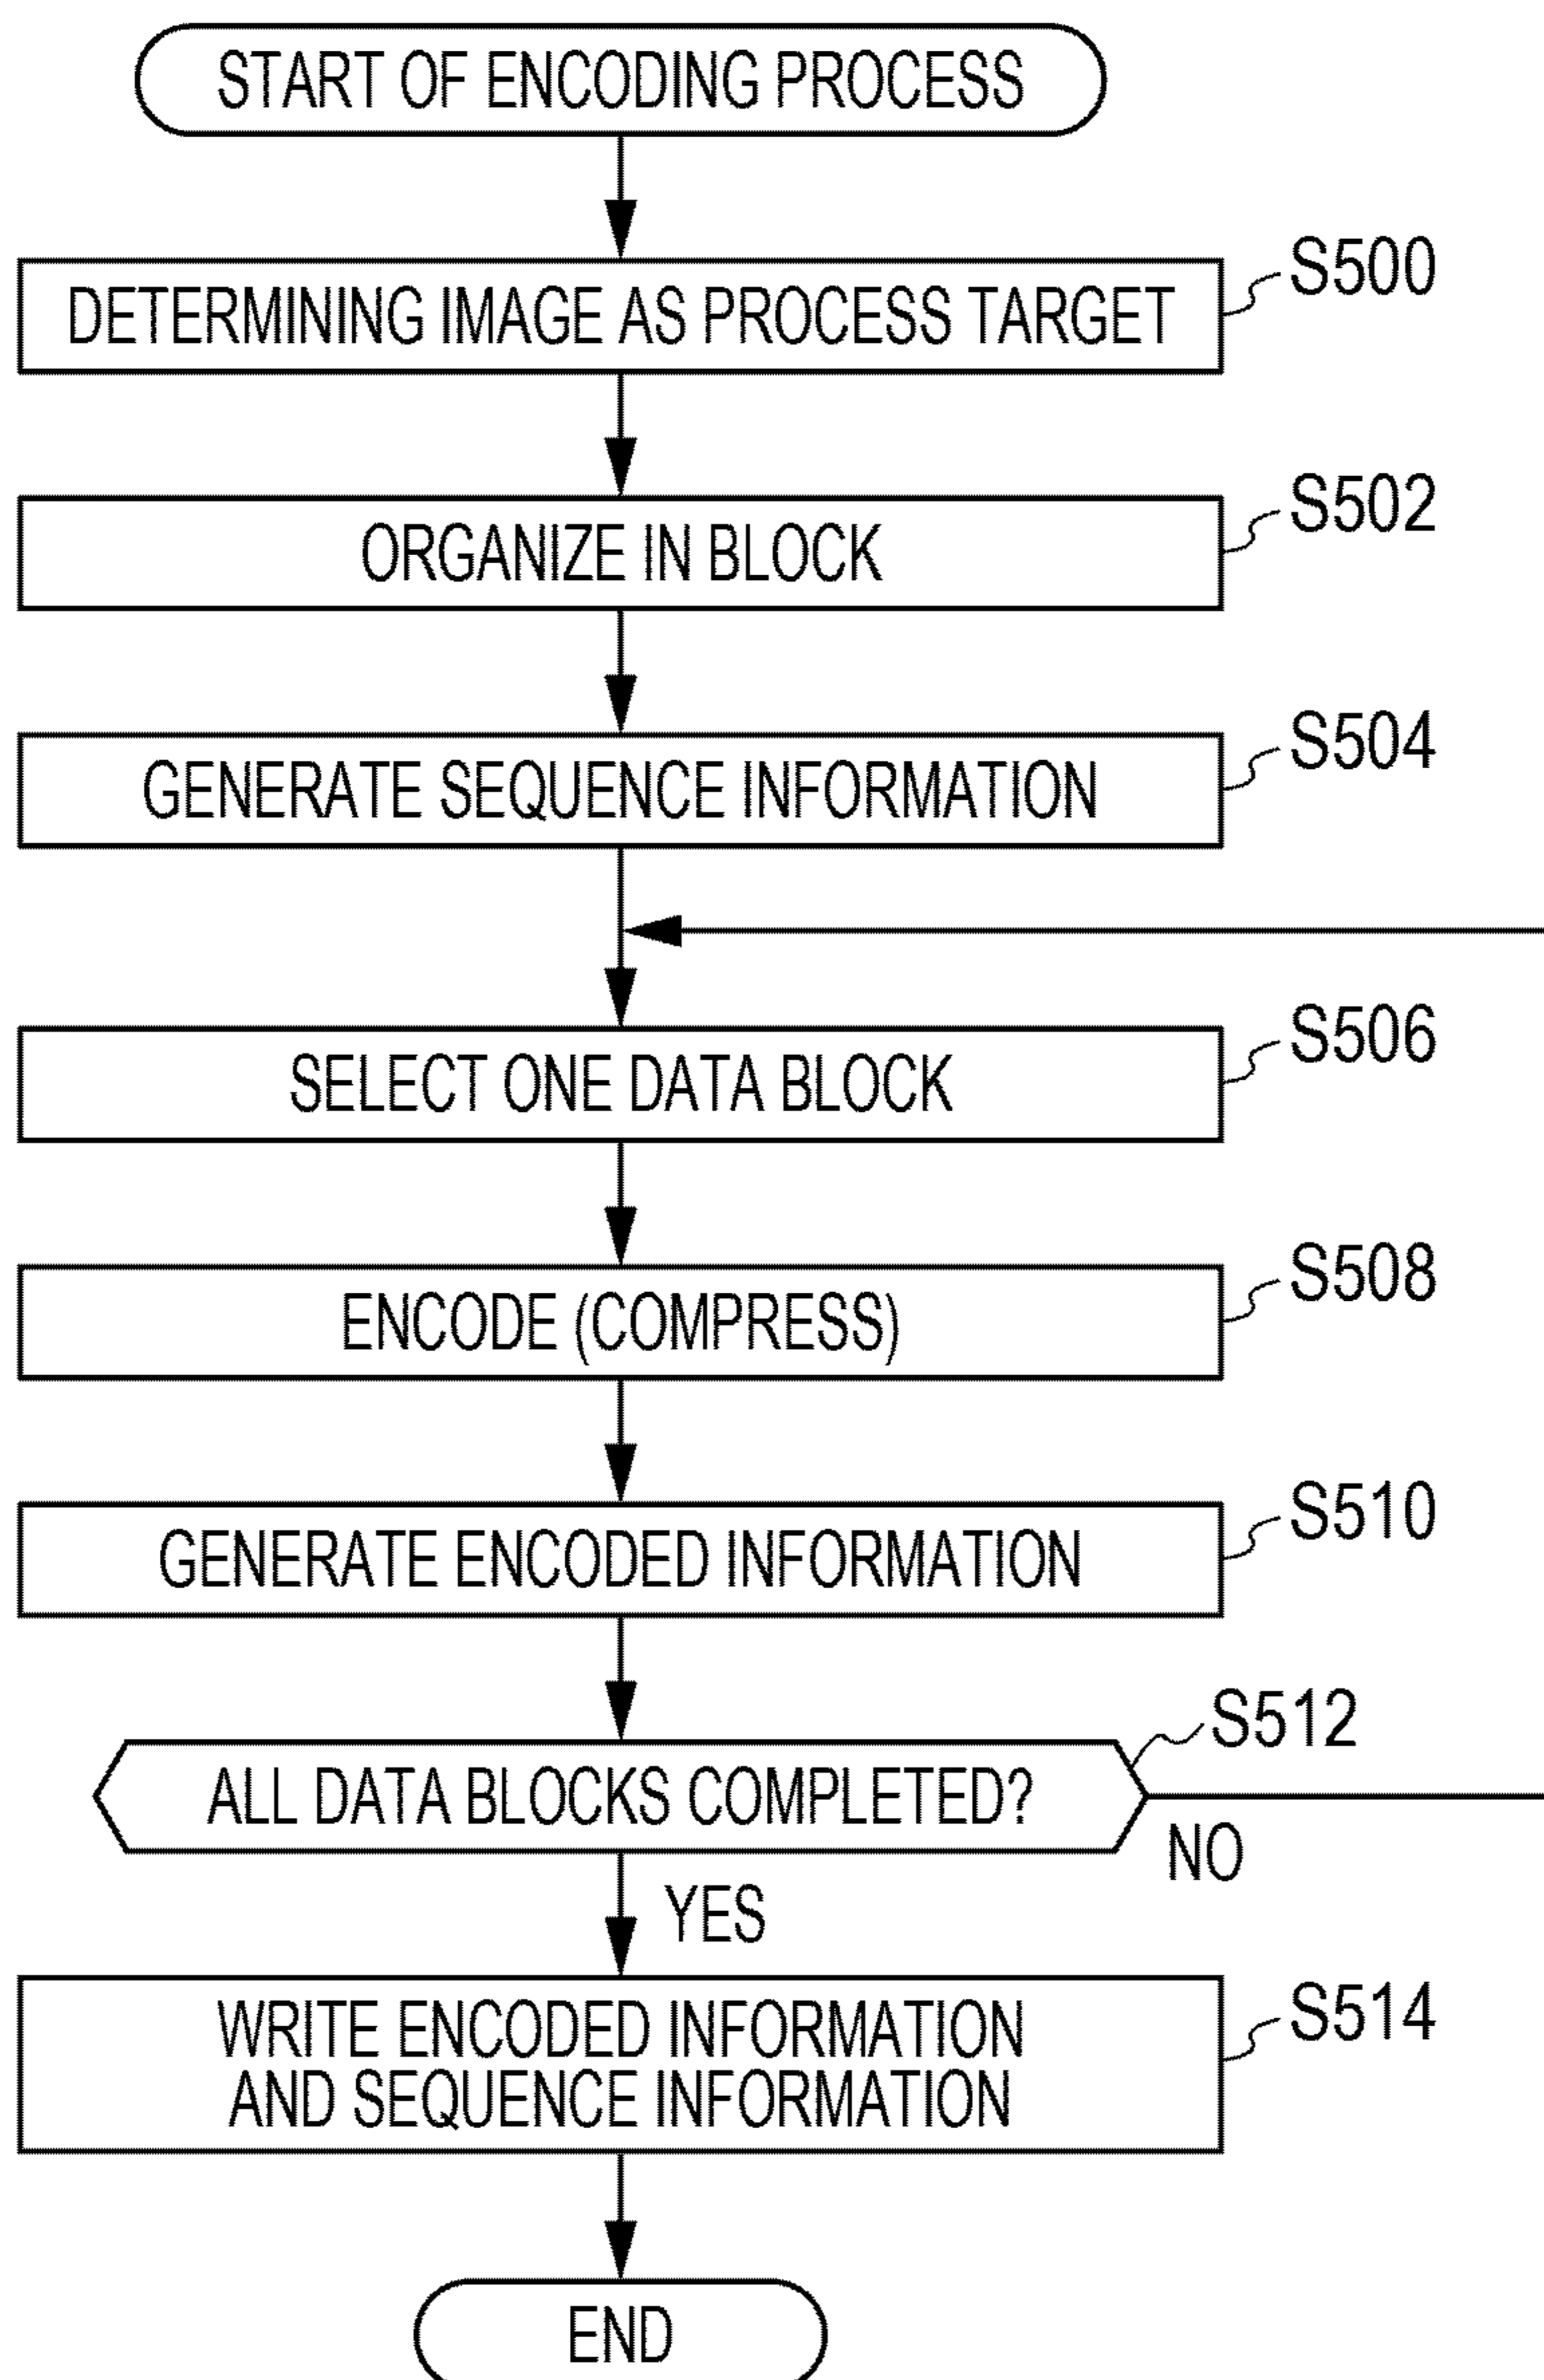 START OF ENCODING PROCESS
DETERMINING IMAGE AS PROCESS TARGET
S500
ORGANIZE IN BLOCK
S502
GENERATE SEQUENCE INFORMATION
S504
SELECT ONE DATA BLOCK
S506
ENCODE (COMPRESS)
S508
GENERATE ENCODED INFORMATION
S510
ALL DATA BLOCKS COMPLETED?
S512
NO
YES
WRITE ENCODED INFORMATION
AND SEQUENCE INFORMATION
S514
END